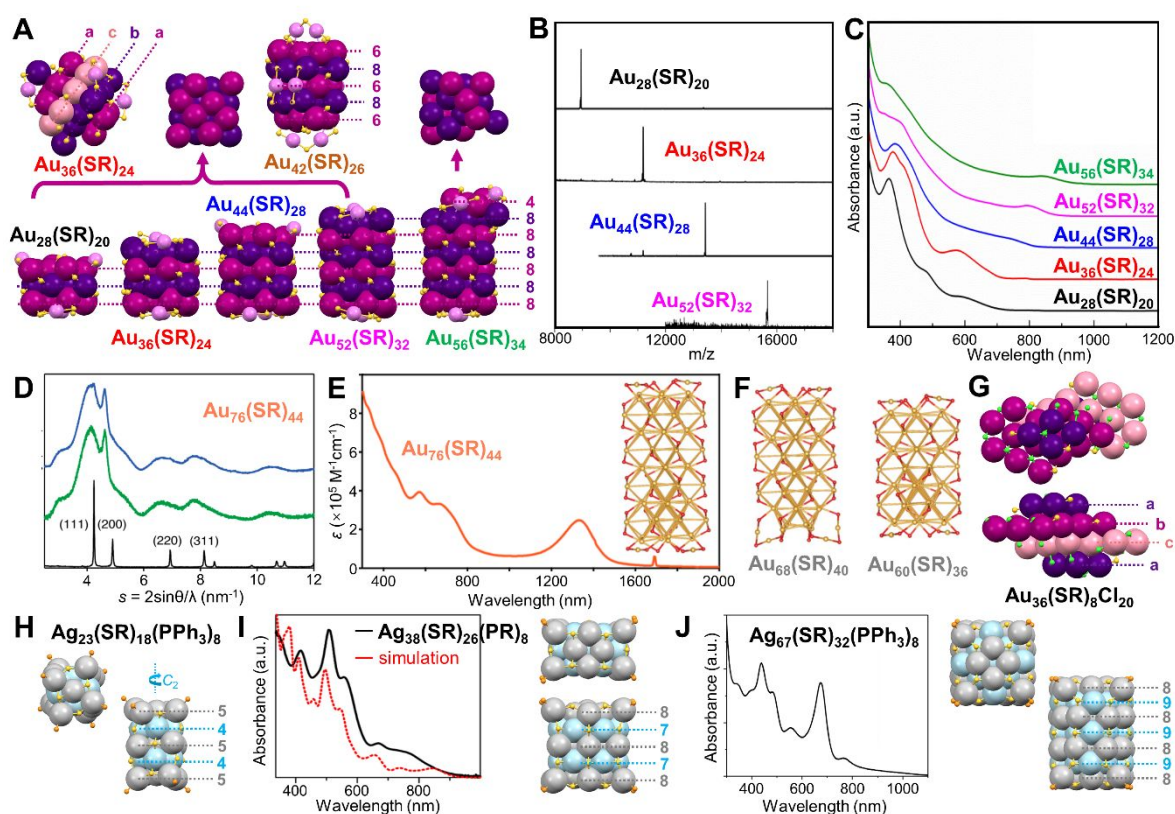 A
a
c
b
a
Au36(SR)24
6
8
6
8
6
Au42(SR)26
Au44(SR)28
Au28(SR)20
4
8
8
8
8
8
8
Au36(SR)24
Au52(SR)32
Au56(SR)34
B
Au28(SR)20
Au36(SR)24
Au44(SR)28
Au52(SR)32
8000 12000 16000
m/z
C
Absorbance (a.u.)
Au56(SR)34
Au52(SR)32
Au44(SR)28
Au36(SR)24
Au28(SR)20
400 600 800 1000 1200
Wavelength (nm)
D
Au76(SR)44
(111)
(200)
(220)
(311)
4 6 8 10 12
s = 2sinθ/λ (nm-1)
E
ε (×10^5 M-1cm-1)
8
6
4
2
0
Au76(SR)44
400 800 1200 1600 2000
Wavelength (nm)
F
Au68(SR)40
Au60(SR)36
G
a
b
c
a
Au36(SR)8Cl20
H
Ag23(SR)18(PPh3)8
C2
5
4
5
4
5
I
Absorbance (a.u.)
Ag38(SR)26(PR)8
simulation
400 600 800
Wavelength (nm)
8
7
8
7
8
J
Absorbance (a.u.)
Ag67(SR)32(PPh3)8
400 600 800 1000
Wavelength (nm)
8
9
8
9
8
9
8